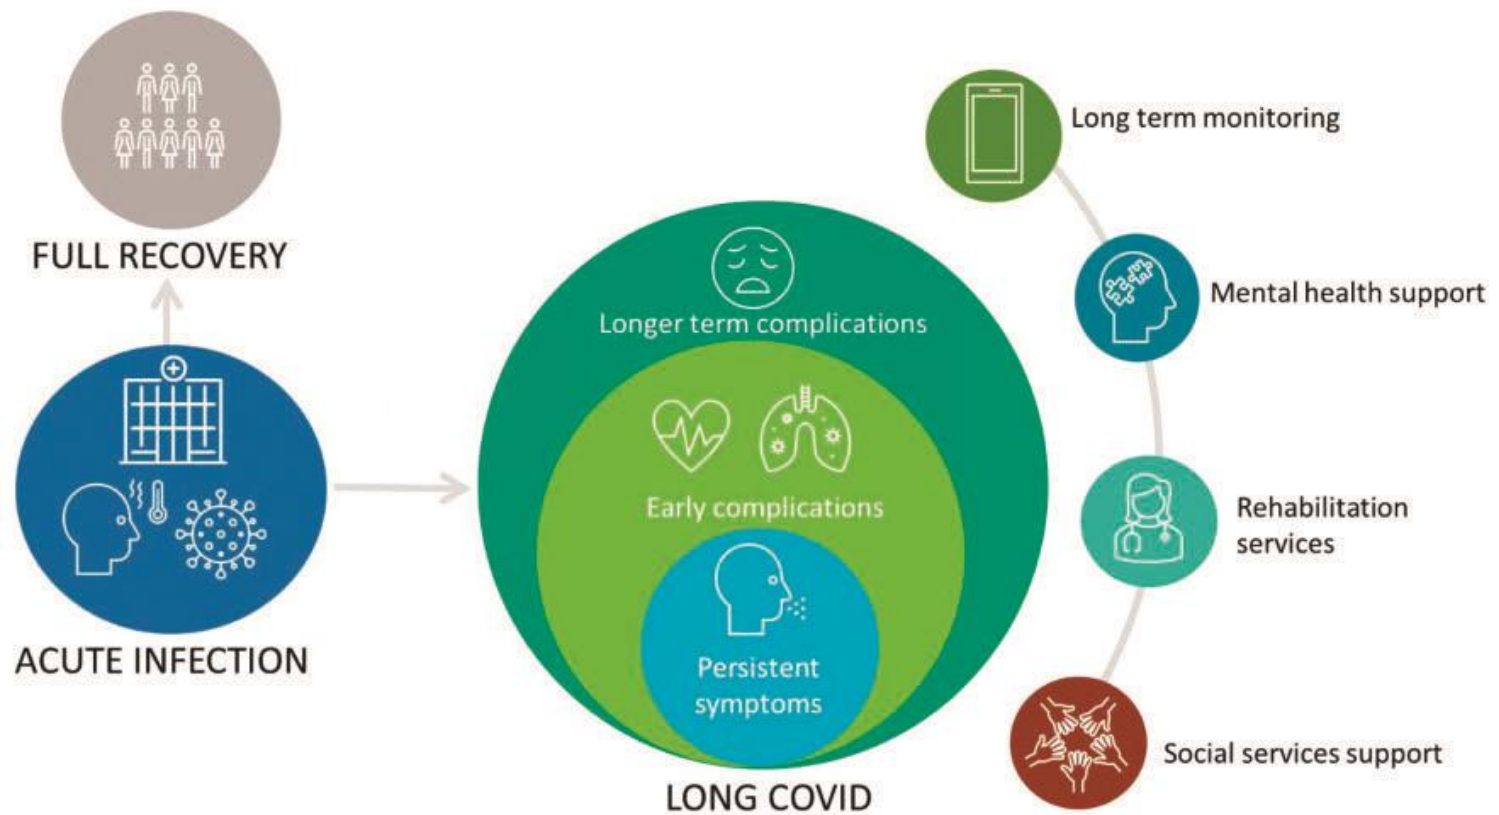 FULL RECOVERY
ACUTE INFECTION
Longer term complications
Early complications
Persistent
symptoms
LONG COVID
Long term monitoring
Mental health support
Rehabilitation
services
Social services support